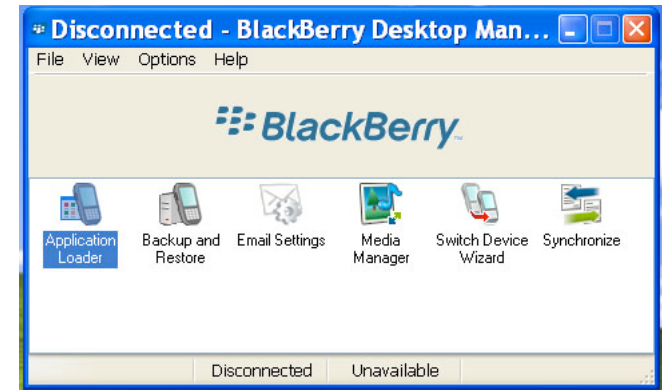 Disconnected - BlackBerry Desktop Man...
File View Options Help
BlackBerry™
Application Loader
Backup and Restore
Email Settings
Media Manager
Switch Device Wizard
Synchronize
Disconnected Unavailable